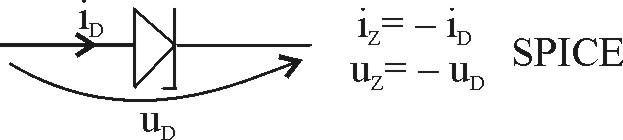 i_D
i_Z= – i_D
u_Z= – u_D SPICE
u_D